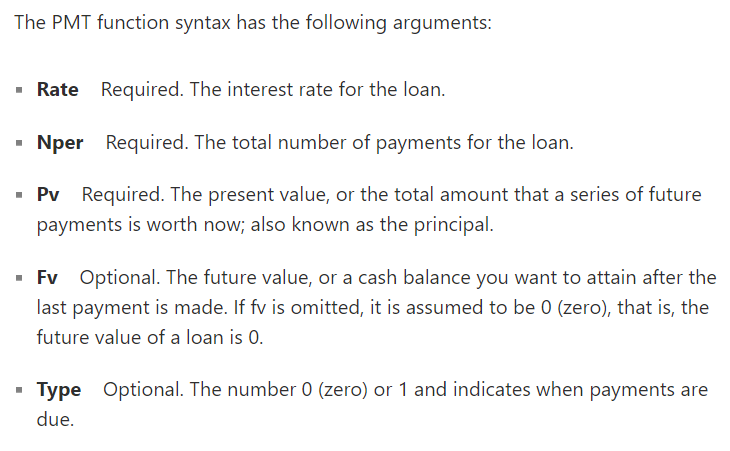 The PMT function syntax has the following arguments:
Rate Required. The interest rate for the loan.
Nper Required. The total number of payments for the loan.
Pv Required. The present value, or the total amount that a series of future
payments is worth now; also known as the principal.
Fv Optional. The future value, or a cash balance you want to attain after the
last payment is made. If fv is omitted, it is assumed to be 0 (zero), that is, the
future value of a loan is 0.
Type Optional. The number 0 (zero) or 1 and indicates when payments are
due.